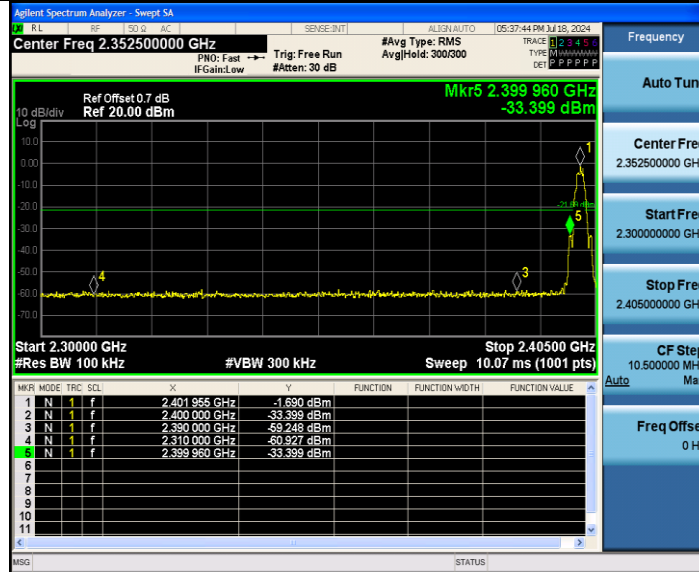 Agilent Spectrum Analyzer - Swept SA
RL RF 50 Ω AC SENSE:INT ALIGN AUTO 05:37:44 PM Jul 18, 2024
Center Freq 2.352500000 GHz #Avg Type: RMS TRACE 1 2 3 4 5 6
PNO: Fast Trig: Free Run Avg|Hold: 300/300 TYPE M
IFGain:Low #Atten: 30 dB DET P P P P P P
Frequency
Auto Tun
Mkr5 2.399 960 GHz
-33.399 dBm
Ref Offset 0.7 dB
10 dB/div Ref 20.00 dBm
Log
10.0
0.00
-10.0
-20.0
-30.0
-40.0
-50.0
-60.0
-70.0
1
5
3
4
Start 2.30000 GHz Stop 2.40500 GHz
#Res BW 100 kHz #VBW 300 kHz Sweep 10.07 ms (1001 pts)
Center Fre
2.352500000 GH
Start Fre
2.300000000 GH
Stop Fre
2.405000000 GH
CF Ste
10.500000 MH
Auto Ma
Freq Offse
0 H
MKR MODE TRC SCL X Y FUNCTION FUNCTION WIDTH FUNCTION VALUE
1 N 1 f 2.401 955 GHz -1.690 dBm
2 N 1 f 2.400 000 GHz -33.399 dBm
3 N 1 f 2.390 000 GHz -59.248 dBm
4 N 1 f 2.310 000 GHz -60.927 dBm
5 N 1 f 2.399 960 GHz -33.399 dBm
6
7
8
9
10
11
MSG STATUS